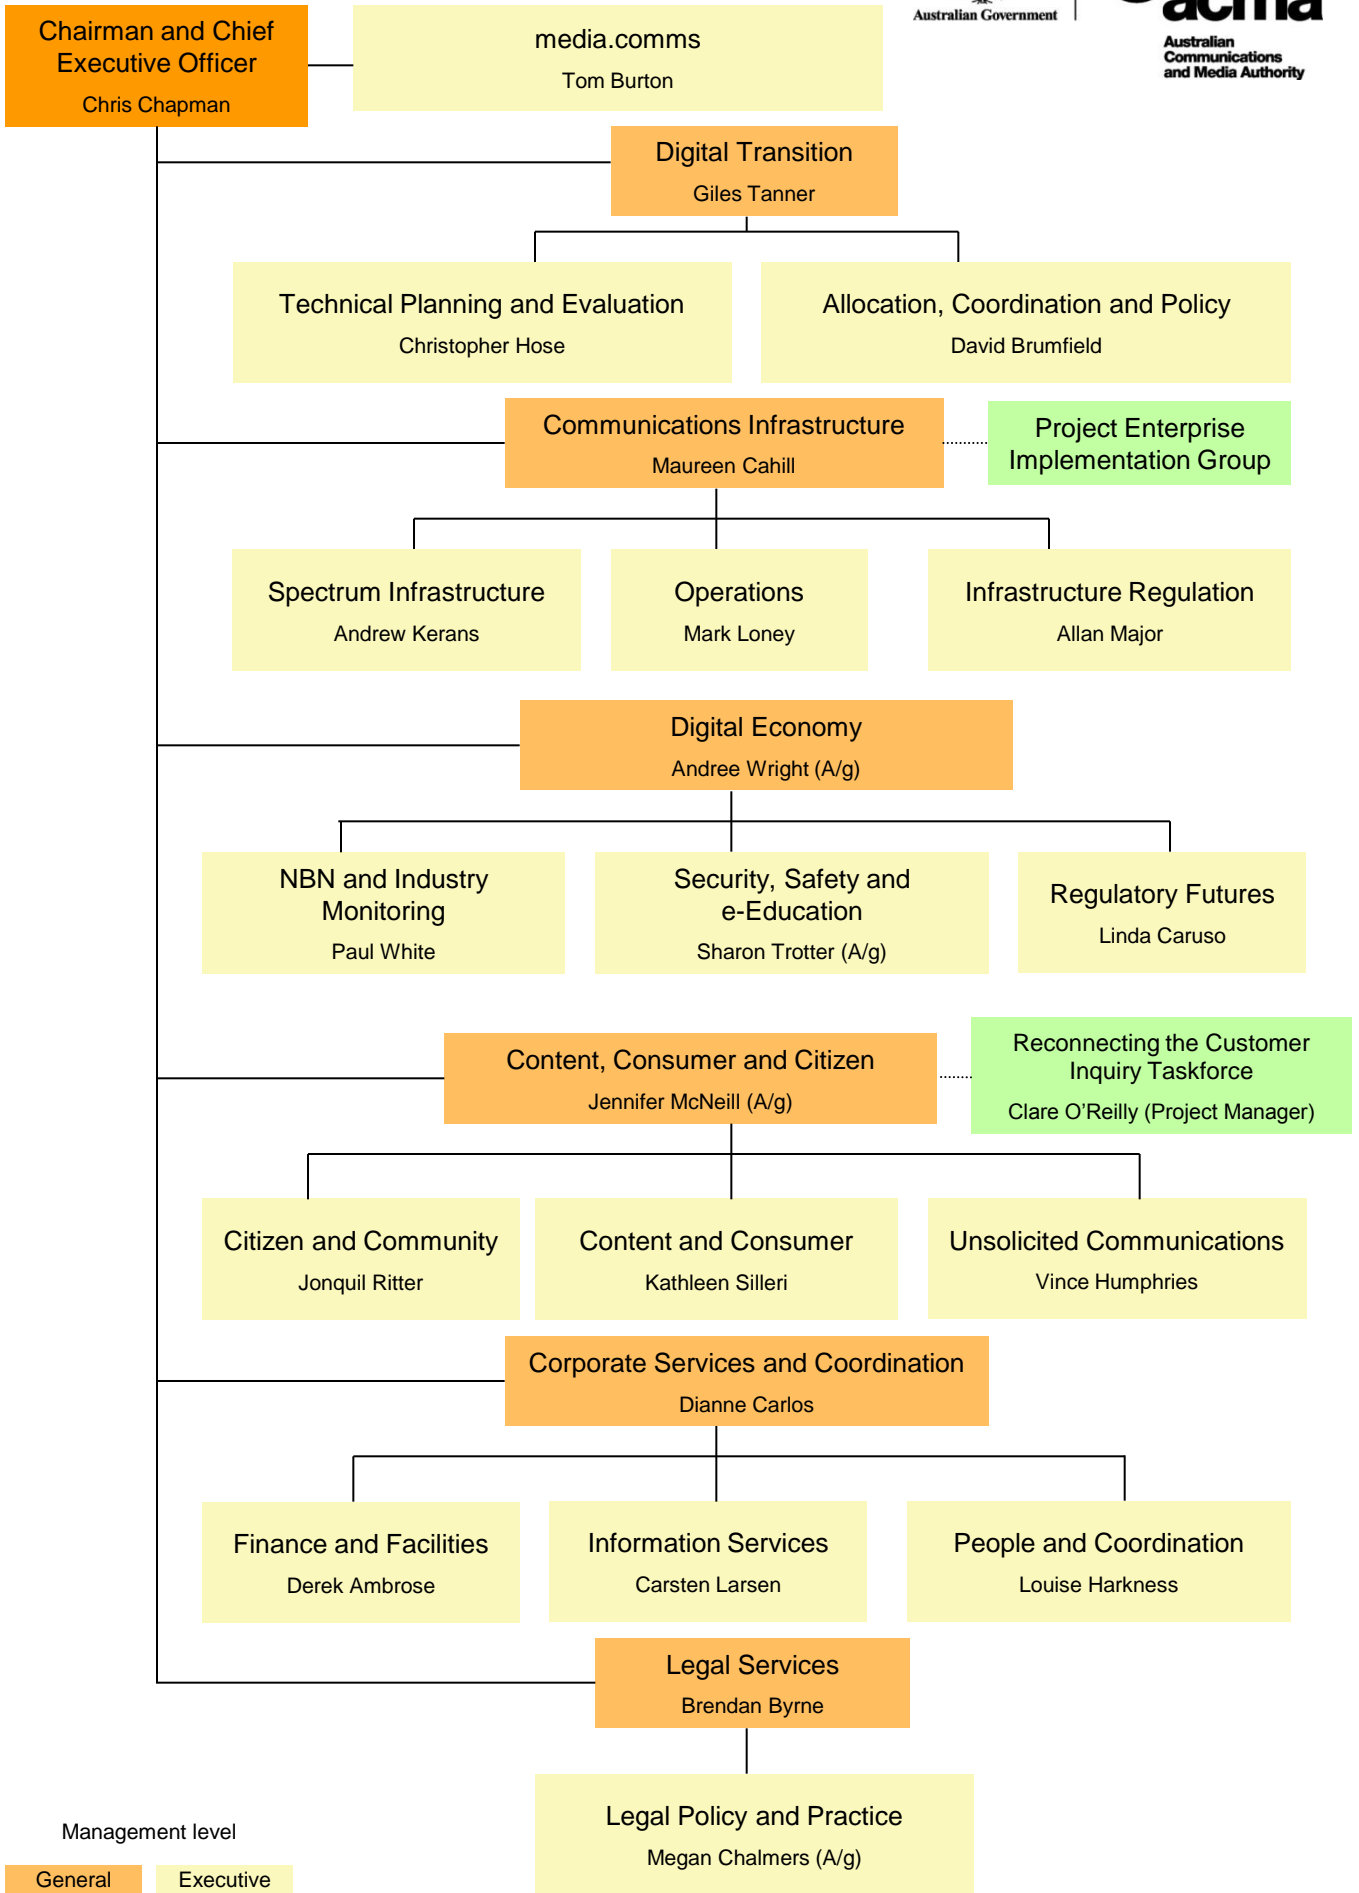 Chairman and Chief
Executive Officer
Chris Chapman
media.comms
Tom Burton
Australian Government
acma
Australian
Communications
and Media Authority
Digital Transition
Giles Tanner
Technical Planning and Evaluation
Christopher Hose
Allocation, Coordination and Policy
David Brumfield
Communications Infrastructure
Maureen Cahill
Project Enterprise
Implementation Group
Spectrum Infrastructure
Andrew Kerans
Operations
Mark Loney
Infrastructure Regulation
Allan Major
Digital Economy
Andree Wright (A/g)
NBN and Industry
Monitoring
Paul White
Security, Safety and
e-Education
Sharon Trotter (A/g)
Regulatory Futures
Linda Caruso
Content, Consumer and Citizen
Jennifer McNeill (A/g)
Reconnecting the Customer
Inquiry Taskforce
Clare O’Reilly (Project Manager)
Citizen and Community
Jonquil Ritter
Content and Consumer
Kathleen Silleri
Unsolicited Communications
Vince Humphries
Corporate Services and Coordination
Dianne Carlos
Finance and Facilities
Derek Ambrose
Information Services
Carsten Larsen
People and Coordination
Louise Harkness
Legal Services
Brendan Byrne
Legal Policy and Practice
Megan Chalmers (A/g)
Management level
General
Executive